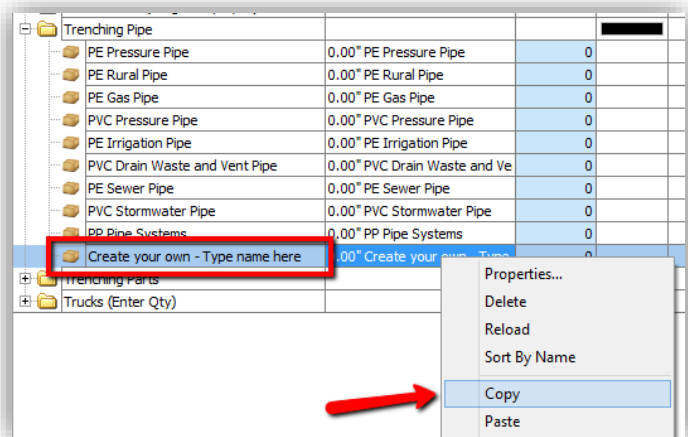 Trenching Pipe
PE Pressure Pipe 0.00" PE Pressure Pipe 0
PE Rural Pipe 0.00" PE Rural Pipe 0
PE Gas Pipe 0.00" PE Gas Pipe 0
PVC Pressure Pipe 0.00" PVC Pressure Pipe 0
PE Irrigation Pipe 0.00" PE Irrigation Pipe 0
PVC Drain Waste and Vent Pipe 0.00" PVC Drain Waste and Ve 0
PE Sewer Pipe 0.00" PE Sewer Pipe 0
PVC Stormwater Pipe 0.00" PVC Stormwater Pipe 0
PP Pipe Systems 0.00" PP Pipe Systems 0
Create your own - Type name here .00" Create your own - Type 0
Trenching Parts
Trucks (Enter Qty)
Properties...
Delete
Reload
Sort By Name
Copy
Paste